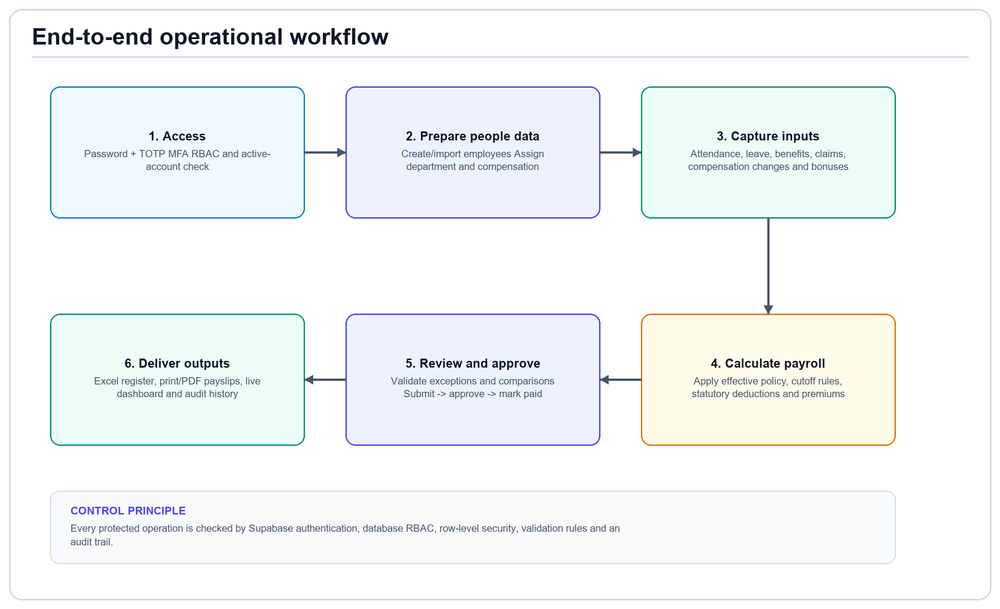 End-to-end operational workflow
1. Access
Password + TOTP MFA RBAC and active-
account check
2. Prepare people data
Create/import employees Assign
department and compensation
3. Capture inputs
Attendance, leave, benefits, claims,
compensation changes and bonuses
4. Calculate payroll
Apply effective policy, cutoff rules,
statutory deductions and premiums
5. Review and approve
Validate exceptions and comparisons
Submit -> approve -> mark paid
6. Deliver outputs
Excel register, print/PDF payslips, live
dashboard and audit history
CONTROL PRINCIPLE
Every protected operation is checked by Supabase authentication, database RBAC, row-level security, validation rules and an
audit trail.